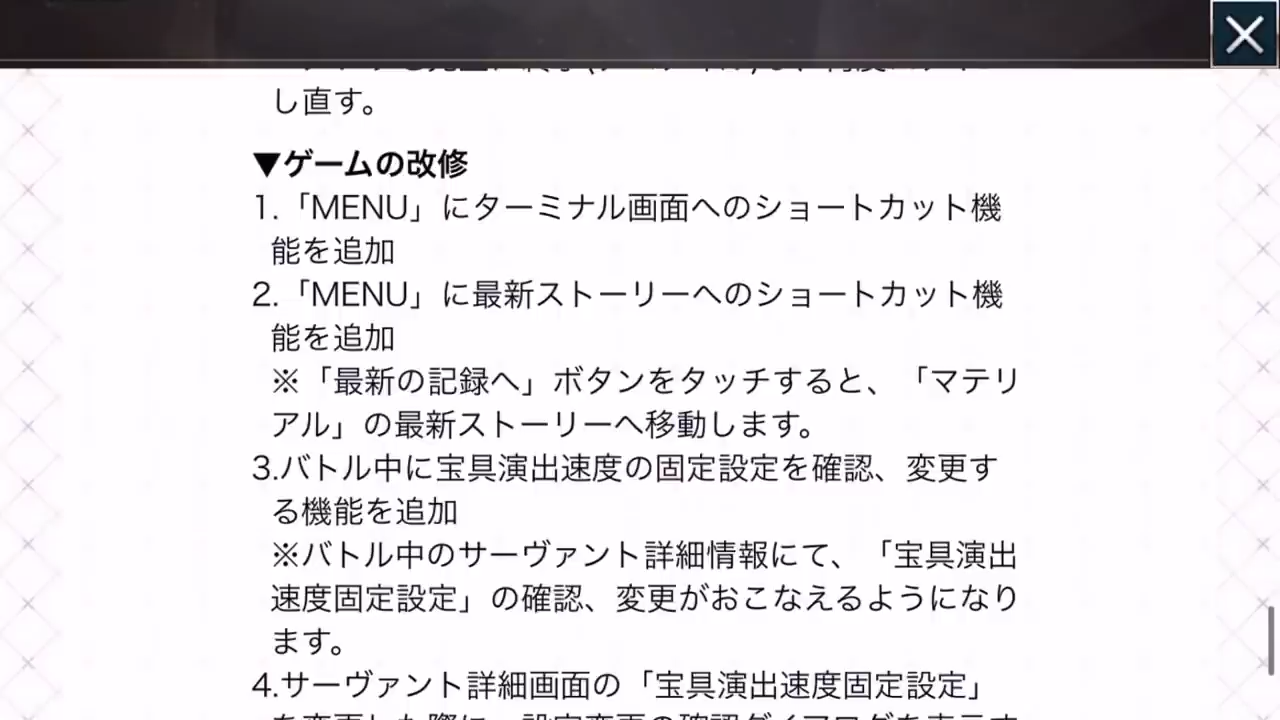 し直す。
▼ゲームの改修
1.「MENU」にターミナル画面へのショートカット機
能を追加
2.「MENU」に最新ストーリーへのショートカット機
能を追加
※「最新の記録へ」ボタンをタッチすると、「マテリ
アル」の最新ストーリーへ移動します。
3.バトル中に宝具演出速度の固定設定を確認、変更す
る機能を追加
※バトル中のサーヴァント詳細情報にて、「宝具演出
速度固定設定」の確認、変更がおこなえるようになり
ます。
4.サーヴァント詳細画面の「宝具演出速度固定設定」